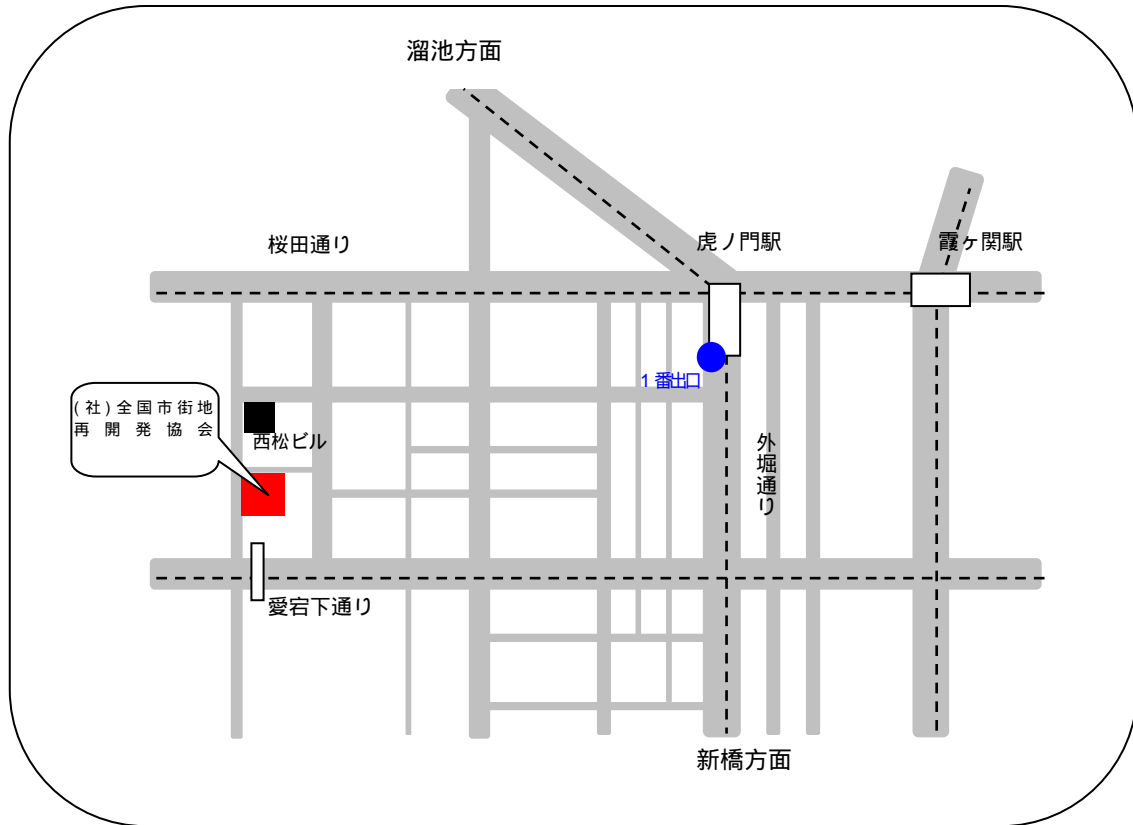 溜池方面
桜田通り
虎ノ門駅
霞ヶ関駅
1番出口
(社)全国市街地
再開発協会
西松ビル
外堀通り
愛宕下通り
新橋方面